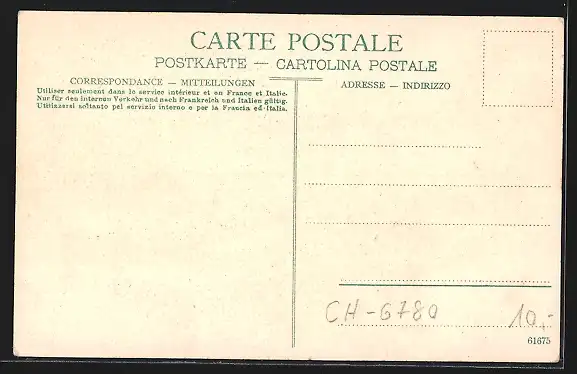 CARTE POSTALE
POSTKARTE — CARTOLINA POSTALE
CORRESPONDANCE — MITTEILUNGEN
Utiliser seulement dans le service intérieur et en France et Italie.
Nur für den internen Verkehr und nach Frankreich und Italien gültig.
Utitizzerei soltanto pel servizio interno e per la Francia ed-Italia.
ADRESSE — INDIRIZZO
CH-6780
10,-
61675